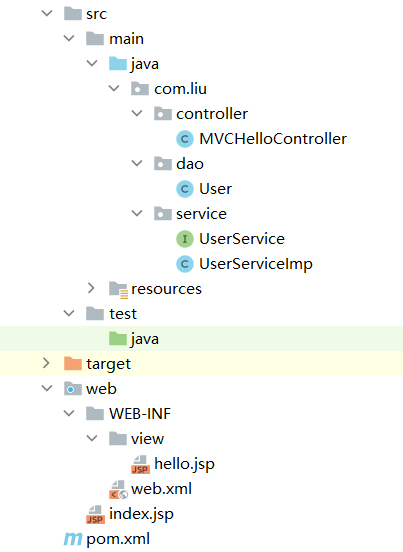 src
main
java
com.liu
controller
C MVCHelloController
dao
C User
service
I UserService
C UserServiceImp
resources
test
java
target
web
WEB-INF
view
JSP hello.jsp
web.xml
JSP index.jsp
m pom.xml